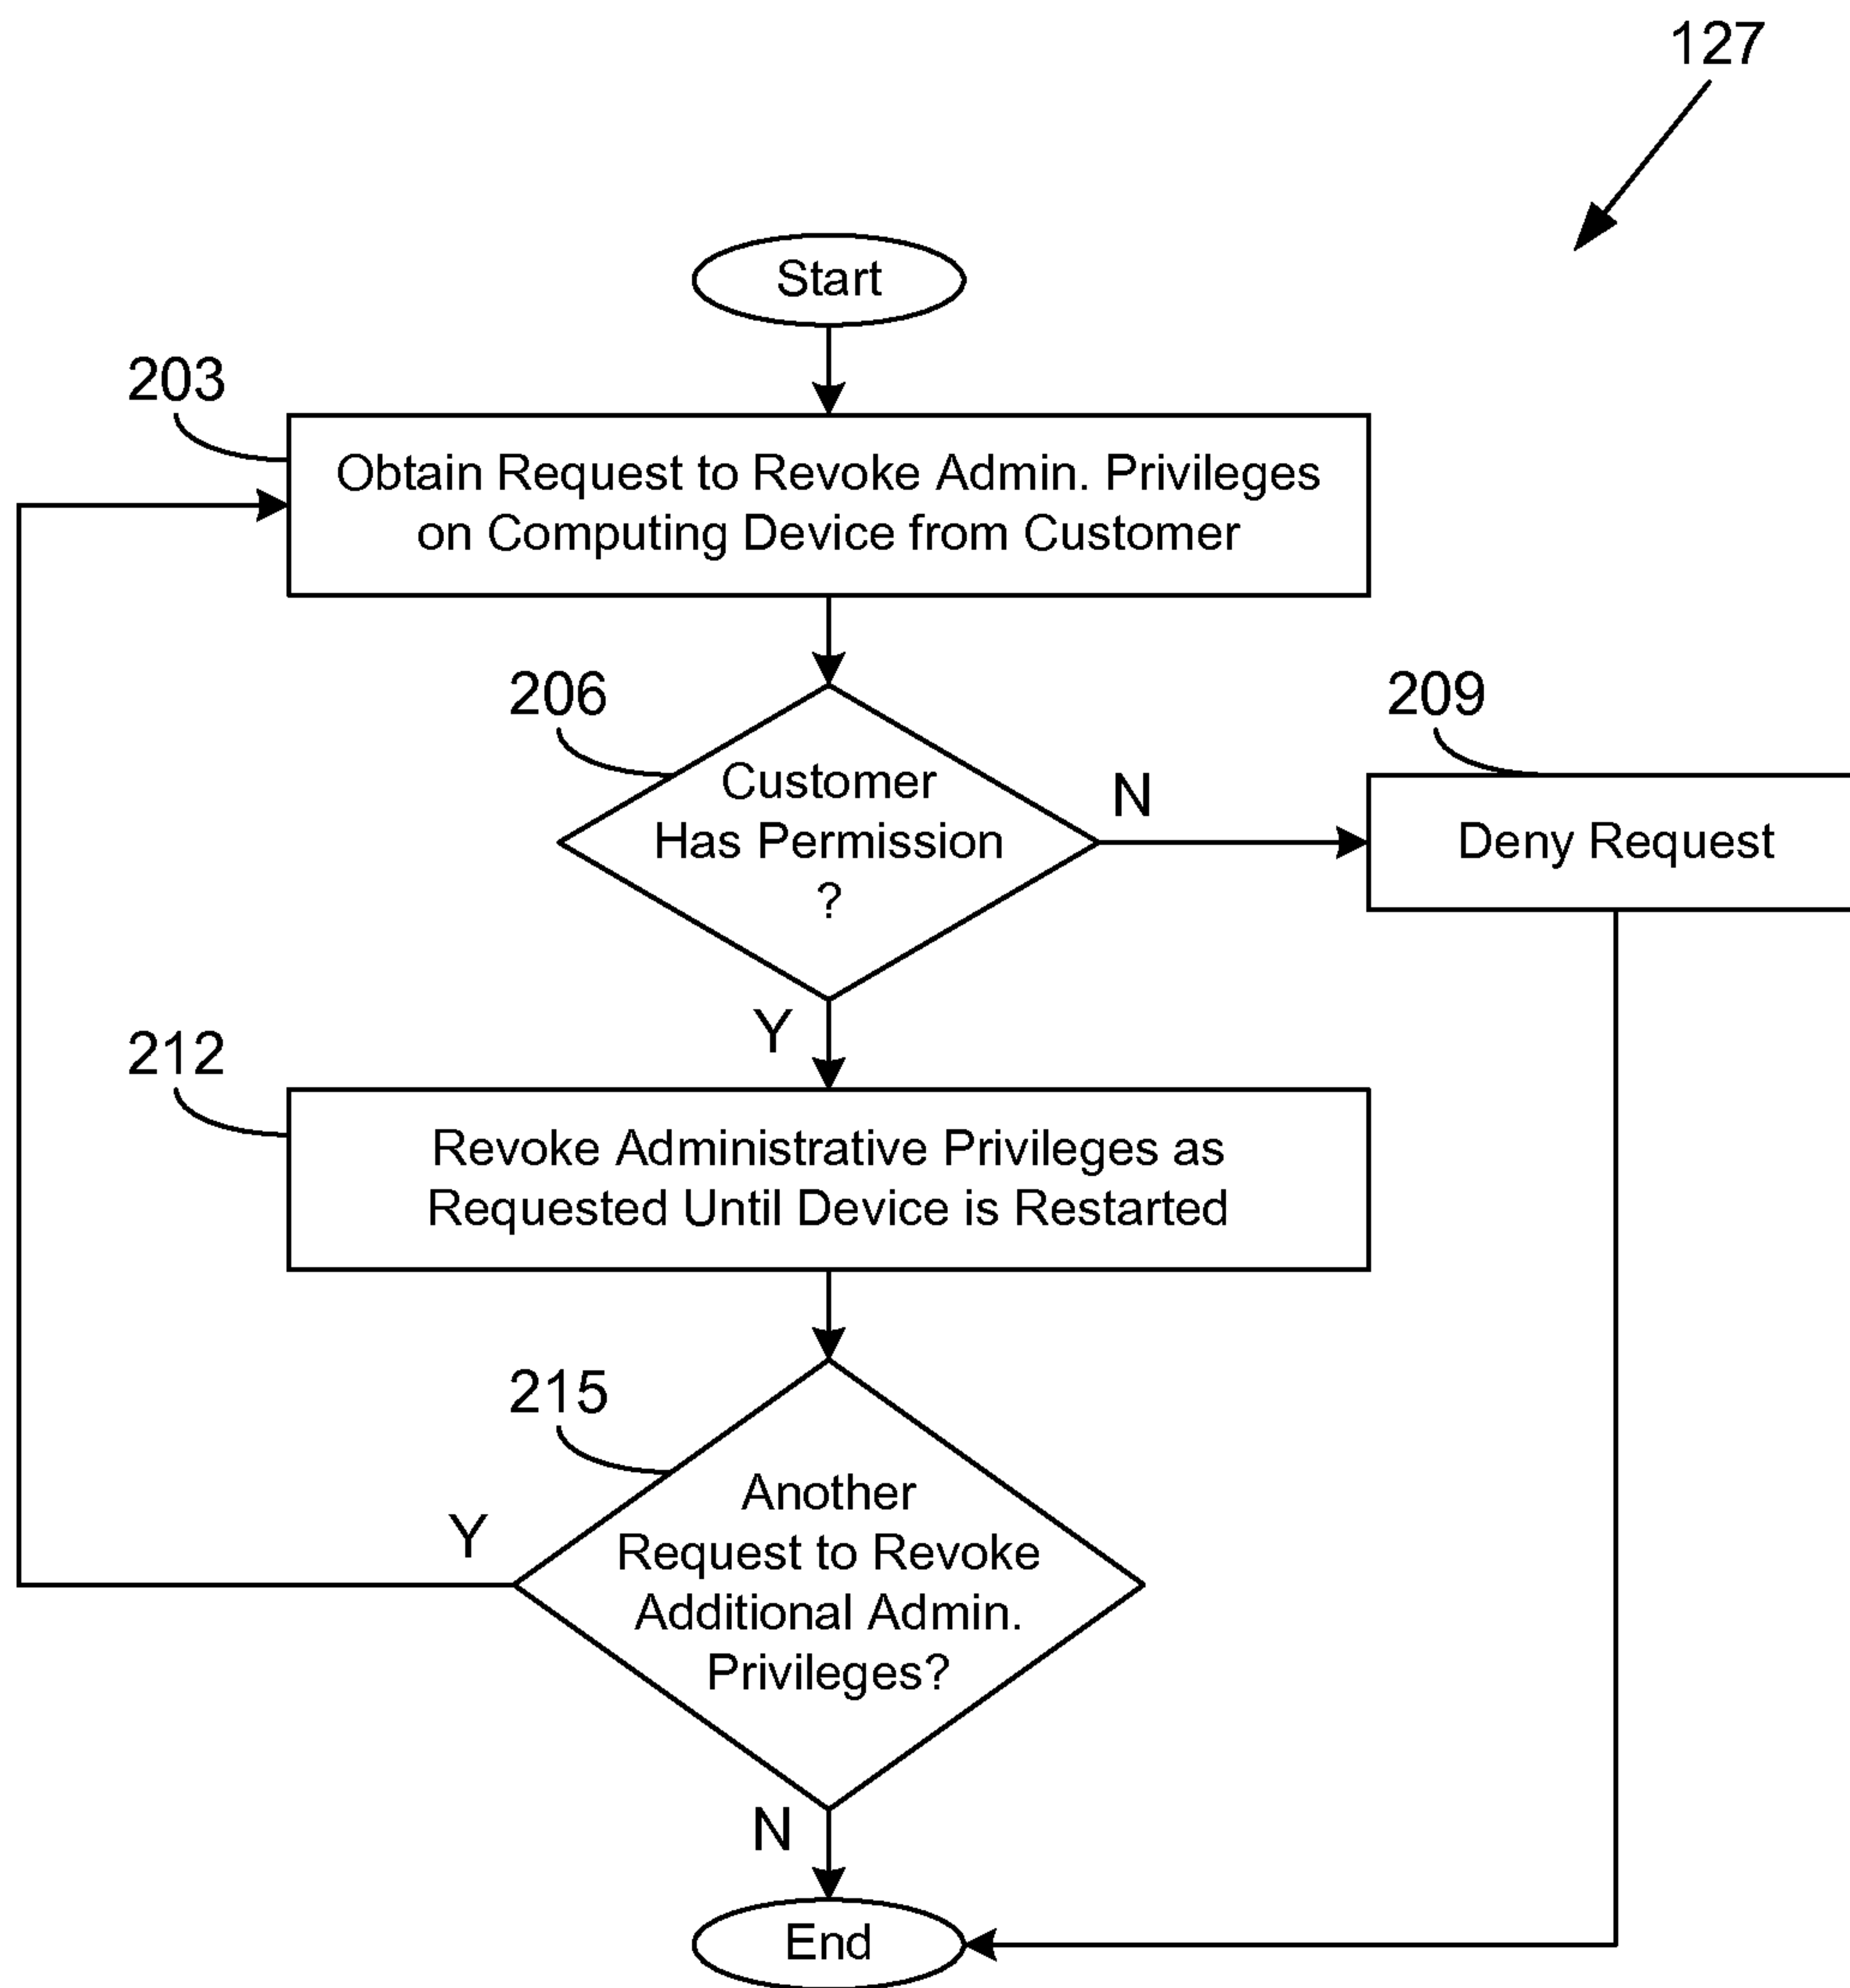 127
Start
203
Obtain Request to Revoke Admin. Privileges
on Computing Device from Customer
206
209
Customer
Has Permission
?
N
Deny Request
Y
212
Revoke Administrative Privileges as
Requested Until Device is Restarted
215
Another
Request to Revoke
Additional Admin.
Privileges?
Y
N
End